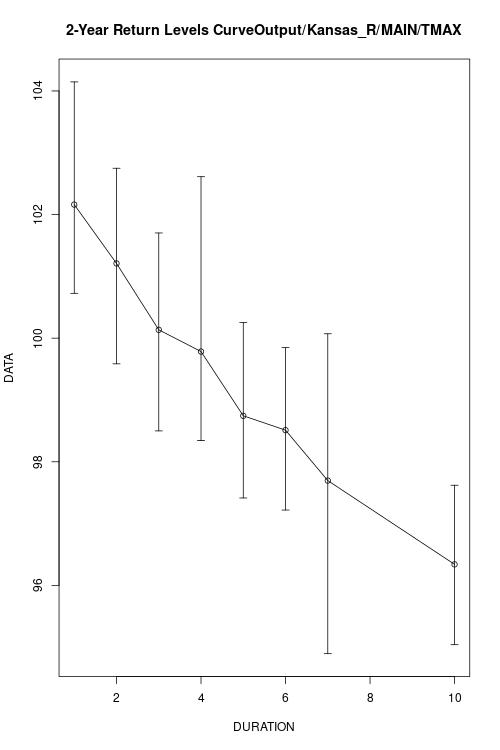 2-Year Return Levels CurveOutput/Kansas_R/MAIN/TMAX
104
102
100
98
96
DATA
2 4 6 8 10
DURATION